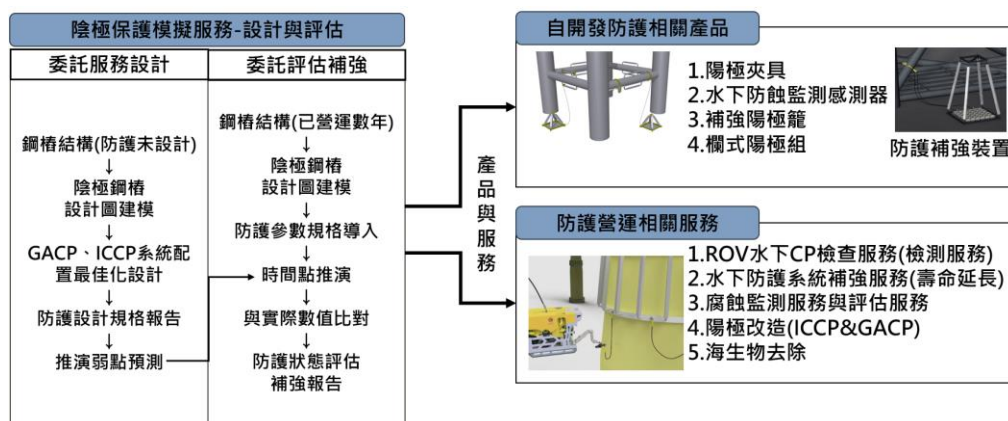 陰極保護模擬服務-設計與評估
委託服務設計
鋼樁結構(防護未設計)
↓
陰極鋼樁
設計圖建模
↓
GACP、ICCP系統配
置最佳化設計
↓
防護設計規格報告
↓
推演弱點預測
委託評估補強
鋼樁結構(已營運數年)
↓
陰極鋼樁
設計圖建模
↓
防護參數規格導入
↓
時間點推演
↓
與實際數值比對
↓
防護狀態評估
補強報告
產品與服務
自開發防護相關產品
1.陽極夾具
2.水下防蝕監測感測器
3.補強陽極籠
4.欄式陽極組
防護補強裝置
防護營運相關服務
1.ROV水下CP檢查服務(檢測服務)
2.水下防護系統補強服務(壽命延長)
3.腐蝕監測服務與評估服務
4.陽極改造(ICCP&GACP)
5.海生物去除